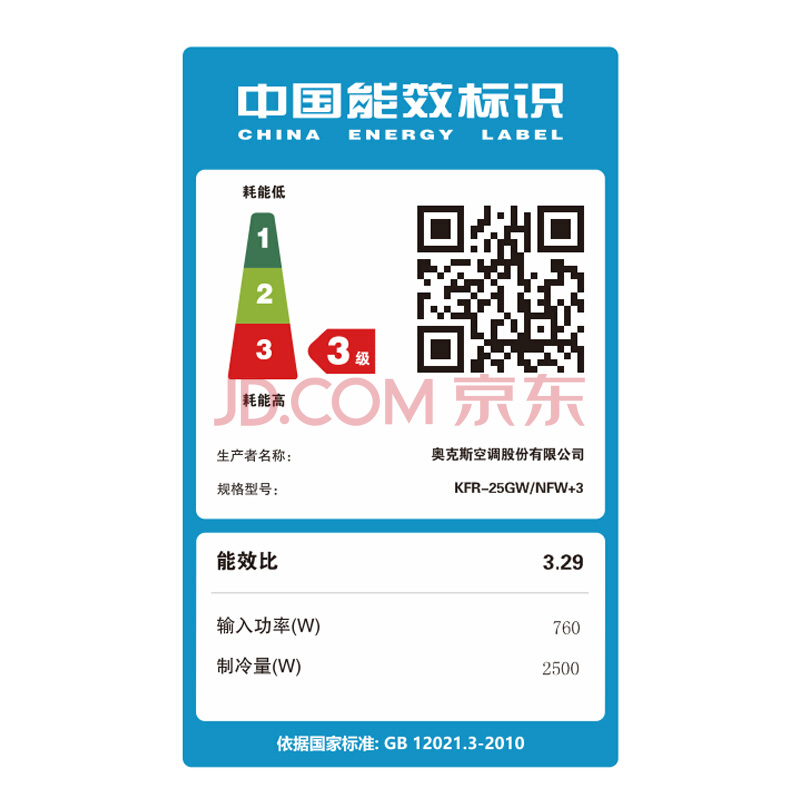 中国能效标识
CHINA ENERGY LABEL
耗能低
1
2
3
3级
耗能高
JD.COM 京东
生产者名称: 奥克斯空调股份有限公司
规格型号: KFR-25GW/NFW+3
能效比 3.29
输入功率(W) 760
制冷量(W) 2500
依据国家标准: GB 12021.3-2010